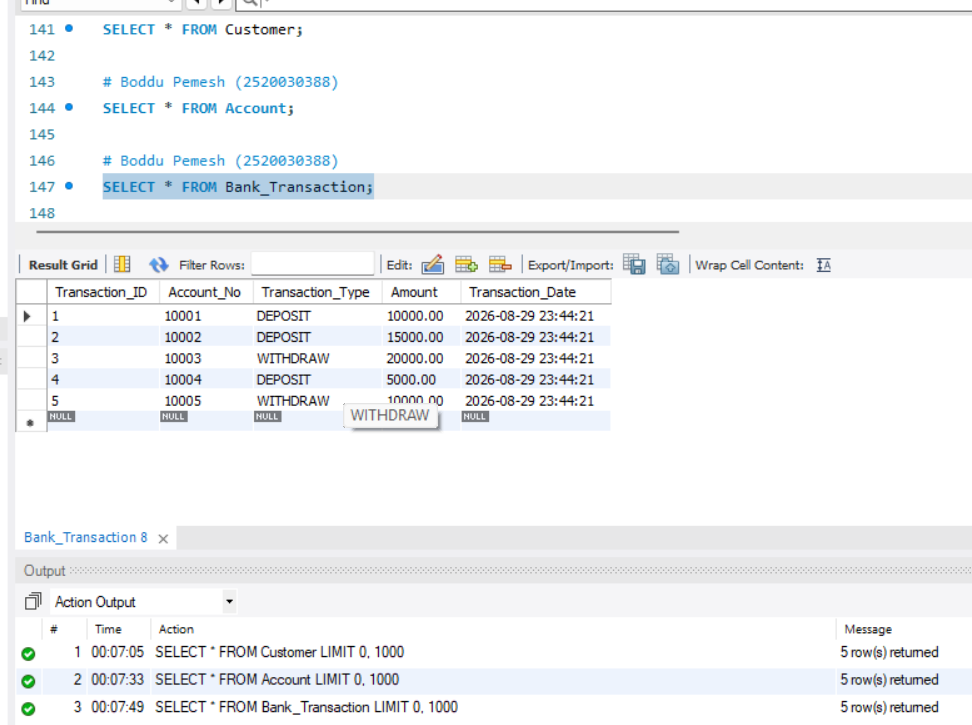 141 SELECT * FROM Customer;
142
143 # Boddu Pemesh (2520030388)
144 SELECT * FROM Account;
145
146 # Boddu Pemesh (2520030388)
147 SELECT * FROM Bank_Transaction;
148
Result Grid Filter Rows: Edit: Export/Import: Wrap Cell Content: IA
Transaction_ID Account_No Transaction_Type Amount Transaction_Date
1 10001 DEPOSIT 10000.00 2026-08-29 23:44:21
2 10002 DEPOSIT 15000.00 2026-08-29 23:44:21
3 10003 WITHDRAW 20000.00 2026-08-29 23:44:21
4 10004 DEPOSIT 5000.00 2026-08-29 23:44:21
5 10005 WITHDRAW 10000.00 2026-08-29 23:44:21
NULL NULL NULL NULL
WITHDRAW
Bank_Transaction 8
Output
Action Output
# Time Action Message
1 00:07:05 SELECT * FROM Customer LIMIT 0, 1000 5 row(s) returned
2 00:07:33 SELECT * FROM Account LIMIT 0, 1000 5 row(s) returned
3 00:07:49 SELECT * FROM Bank_Transaction LIMIT 0, 1000 5 row(s) returned